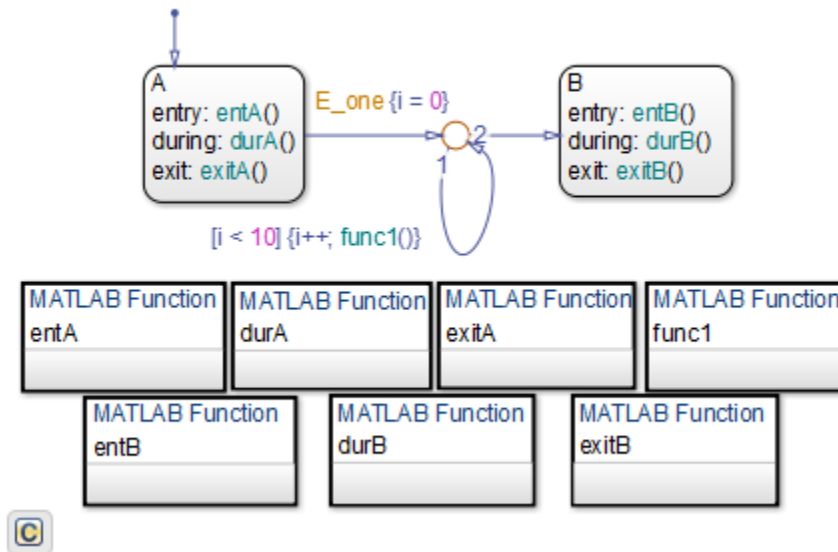 A
entry: entA()
during: durA()
exit: exitA()
E_one {i = 0}
1
2
[i < 10] {i++; func1()}
B
entry: entB()
during: durB()
exit: exitB()
MATLAB Function
entA
MATLAB Function
durA
MATLAB Function
exitA
MATLAB Function
func1
MATLAB Function
entB
MATLAB Function
durB
MATLAB Function
exitB
C